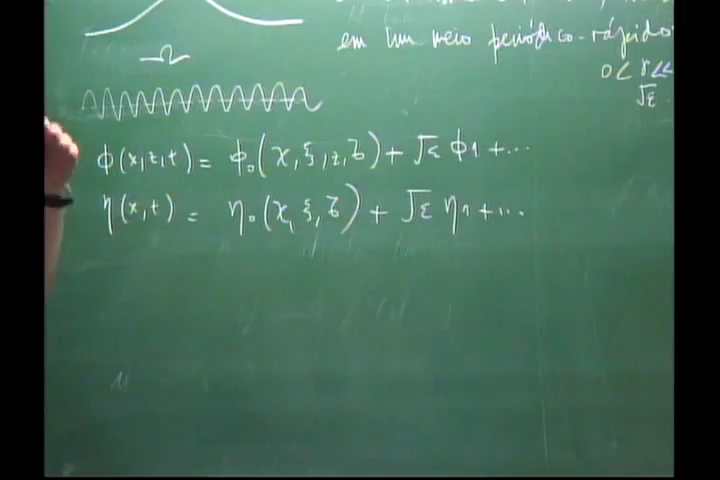 em um meio periódico-rápido
0 < γ <<
√ε
ϕ(x,z,t) = ϕ₀(χ,ξ,z,ζ) + √ε ϕ₁ + ...
η(x,t) = η₀(χ,ξ,ζ) + √ε η₁ + ...